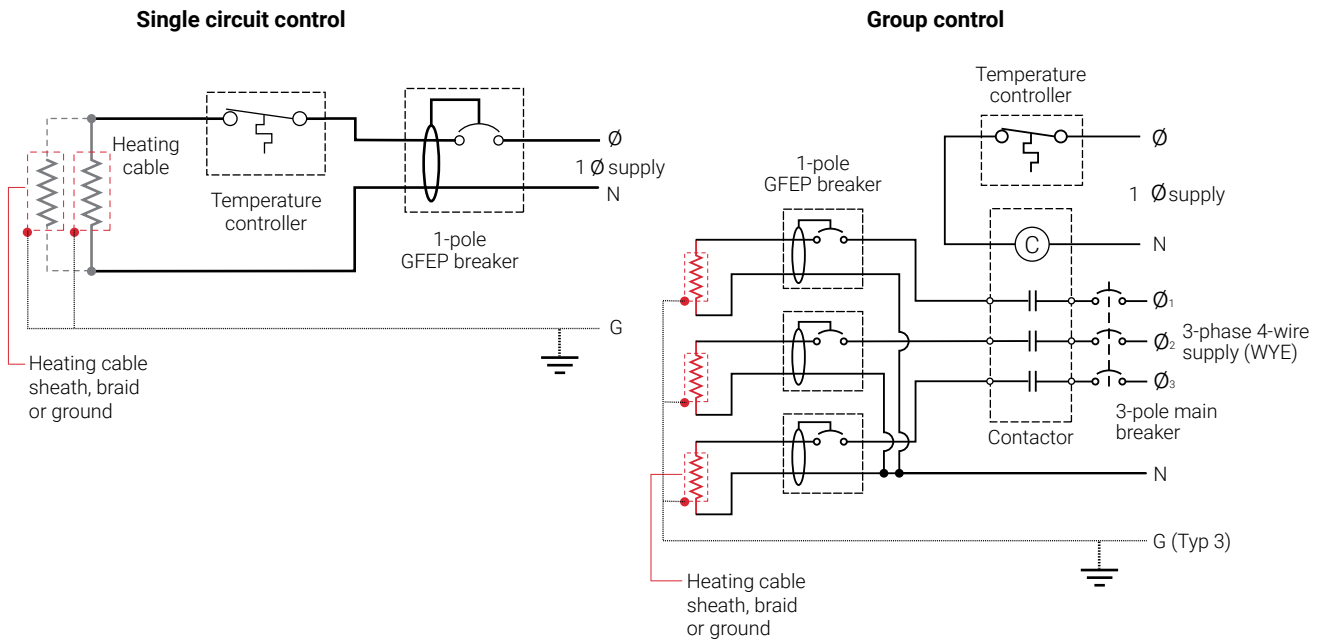 Single circuit control
Heating
cable
Temperature
controller
1-pole
GFEP breaker
Ø
1 Ø supply
N
G
Heating cable
sheath, braid
or ground
Group control
Temperature
controller
Ø
1 Ø supply
N
1-pole
GFEP breaker
C
Ø1
Ø2
Ø3
3-phase 4-wire
supply (WYE)
3-pole main
breaker
Contactor
N
G (Typ 3)
Heating cable
sheath, braid
or ground